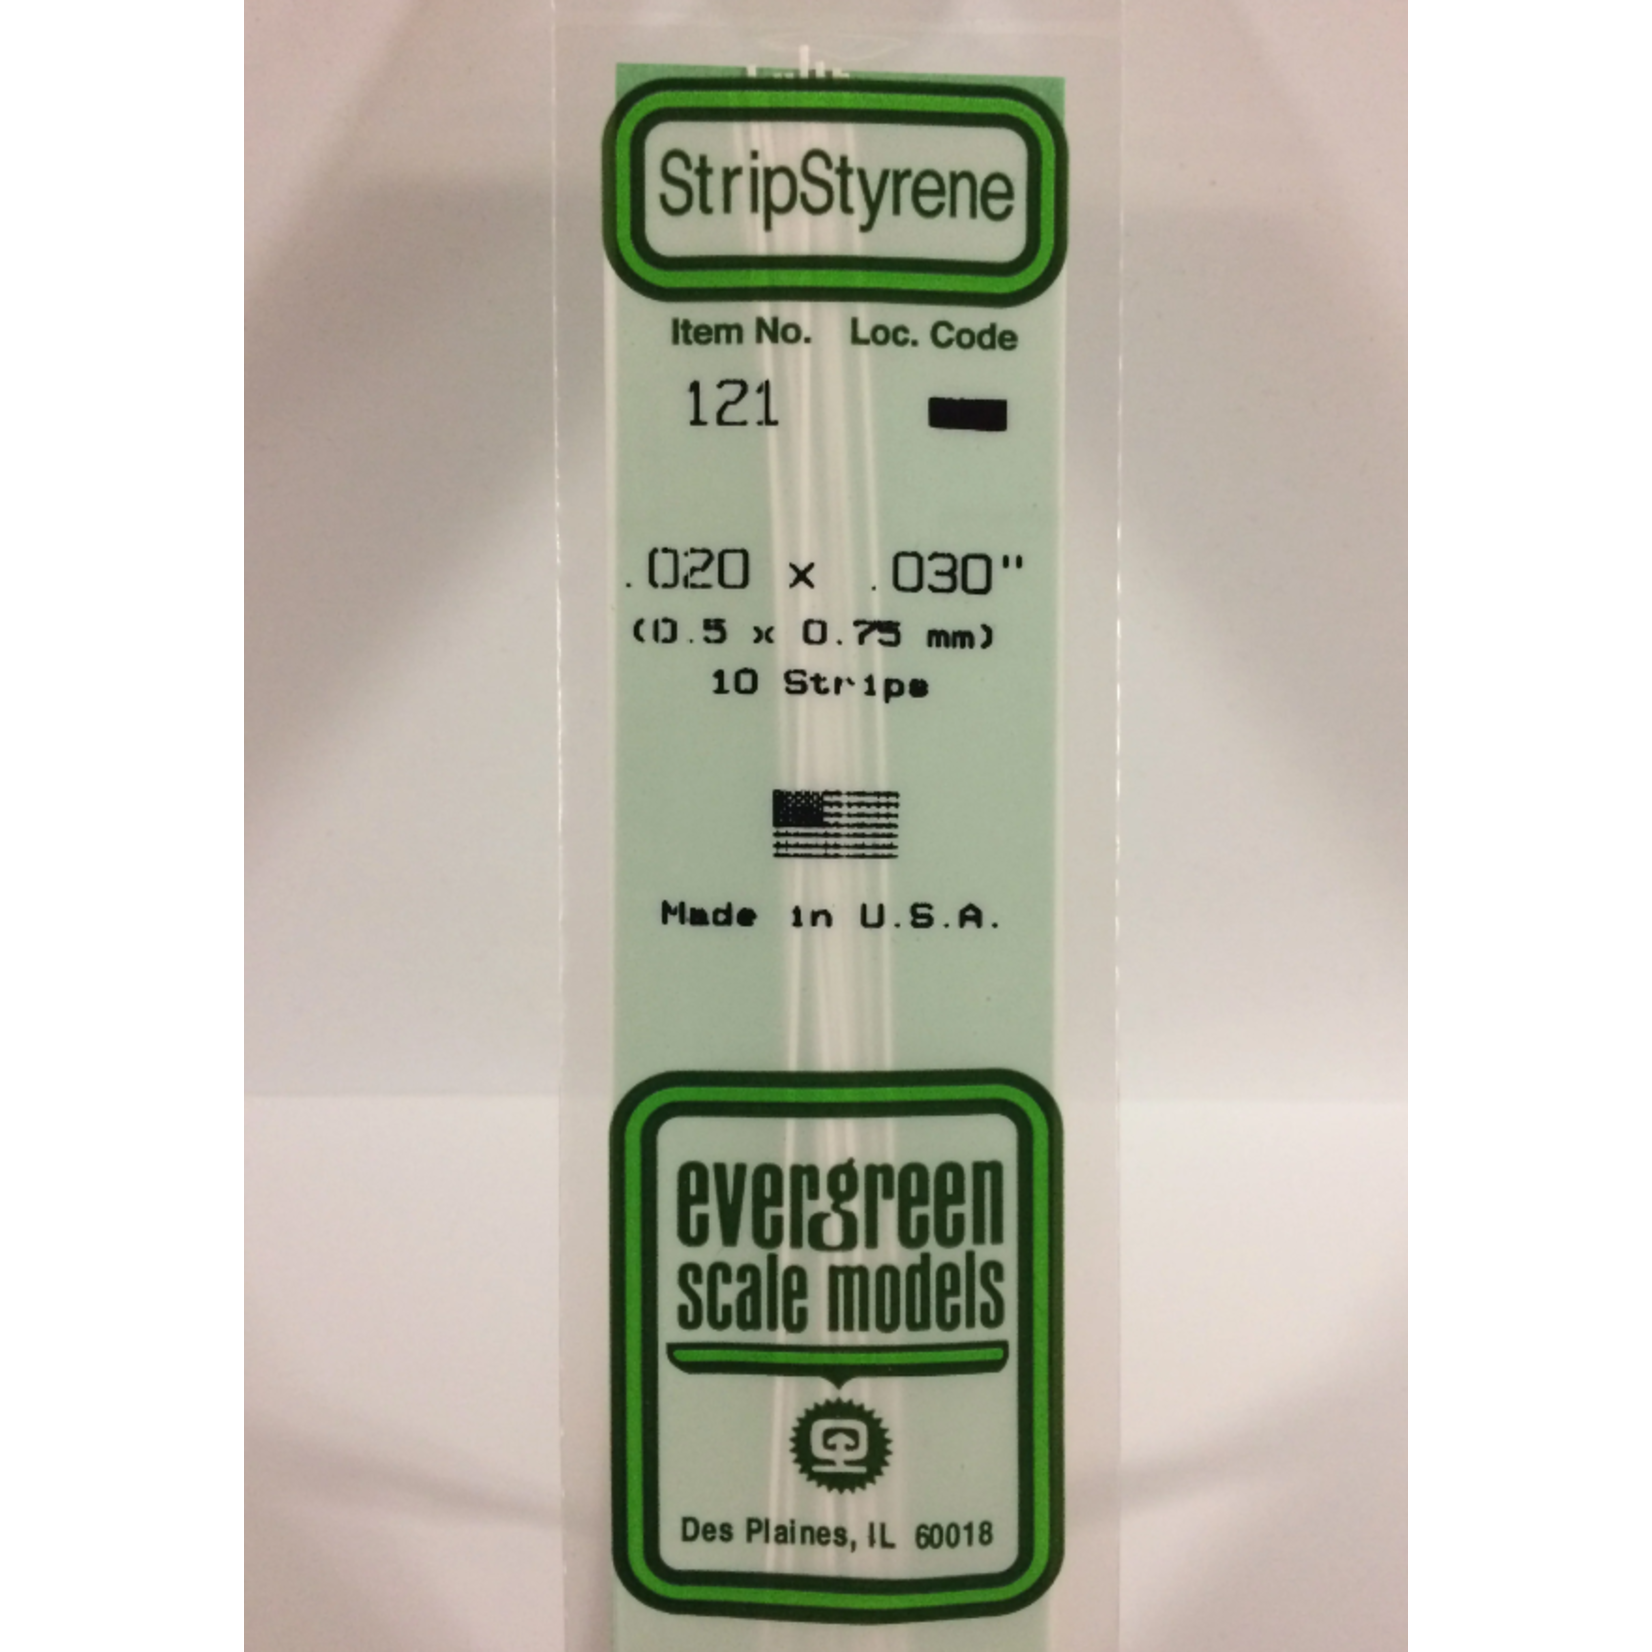 StripStyrene
Item No. Loc. Code
121
.020 x .030"
(0.5 x 0.75 mm)
10 Strips
Made in U.S.A.
evergreen
scale models
Des Plaines, IL 60018